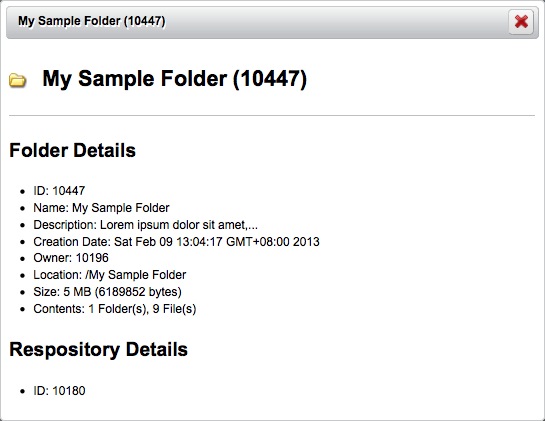 My Sample Folder (10447)
My Sample Folder (10447)
Folder Details
ID: 10447
Name: My Sample Folder
Description: Lorem ipsum dolor sit amet,...
Creation Date: Sat Feb 09 13:04:17 GMT+08:00 2013
Owner: 10196
Location: /My Sample Folder
Size: 5 MB (6189852 bytes)
Contents: 1 Folder(s), 9 File(s)
Respository Details
ID: 10180